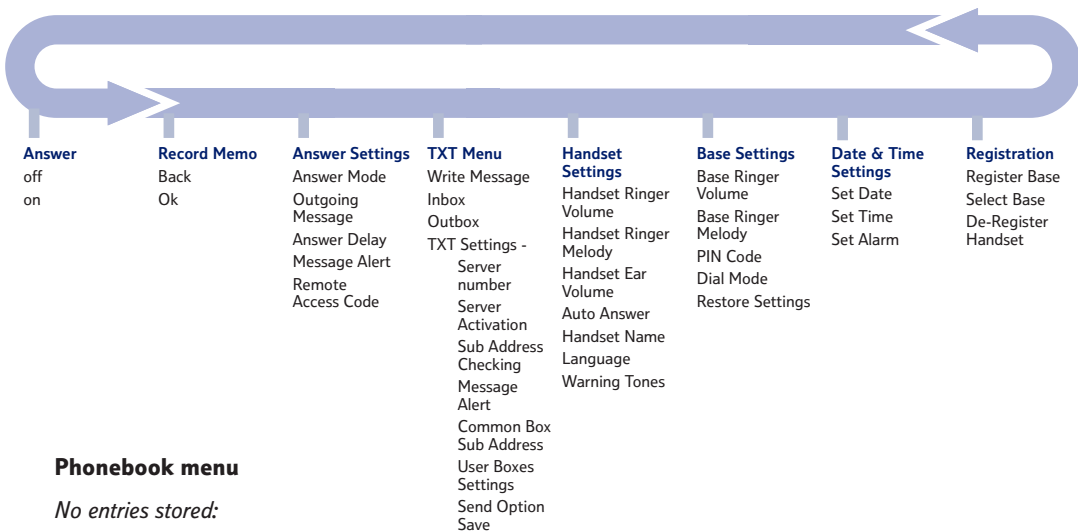 Answer
off
on
Record Memo
Back
Ok
Answer Settings
Answer Mode
Outgoing
Message
Answer Delay
Message Alert
Remote
Access Code
TXT Menu
Write Message
Inbox
Outbox
TXT Settings -
Server
number
Server
Activation
Sub Address
Checking
Message
Alert
Common Box
Sub Address
User Boxes
Settings
Send Option
Save
Handset
Settings
Handset Ringer
Volume
Handset Ringer
Melody
Handset Ear
Volume
Auto Answer
Handset Name
Language
Warning Tones
Base Settings
Base Ringer
Volume
Base Ringer
Melody
PIN Code
Dial Mode
Restore Settings
Date & Time
Settings
Set Date
Set Time
Set Alarm
Registration
Register Base
Select Base
De-Register
Handset
Phonebook menu
No entries stored: